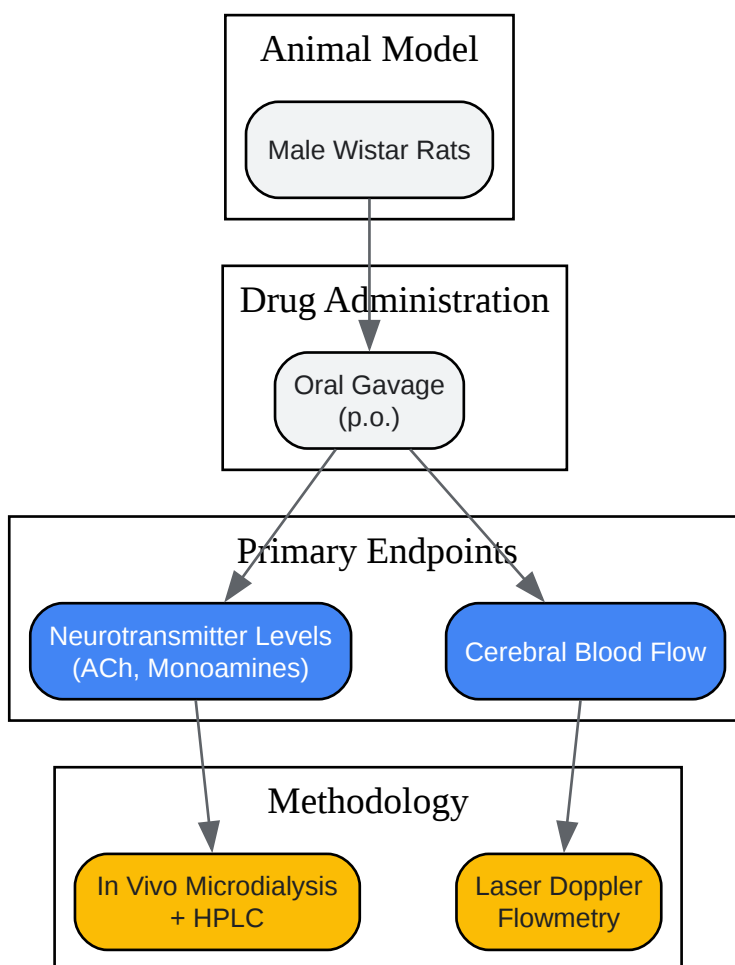 Animal Model
Male Wistar Rats
Drug Administration
Oral Gavage
(p.o.)
Primary Endpoints
Neurotransmitter Levels
(ACh, Monoamines)
Cerebral Blood Flow
Methodology
In Vivo Microdialysis
+ HPLC
Laser Doppler
Flowmetry